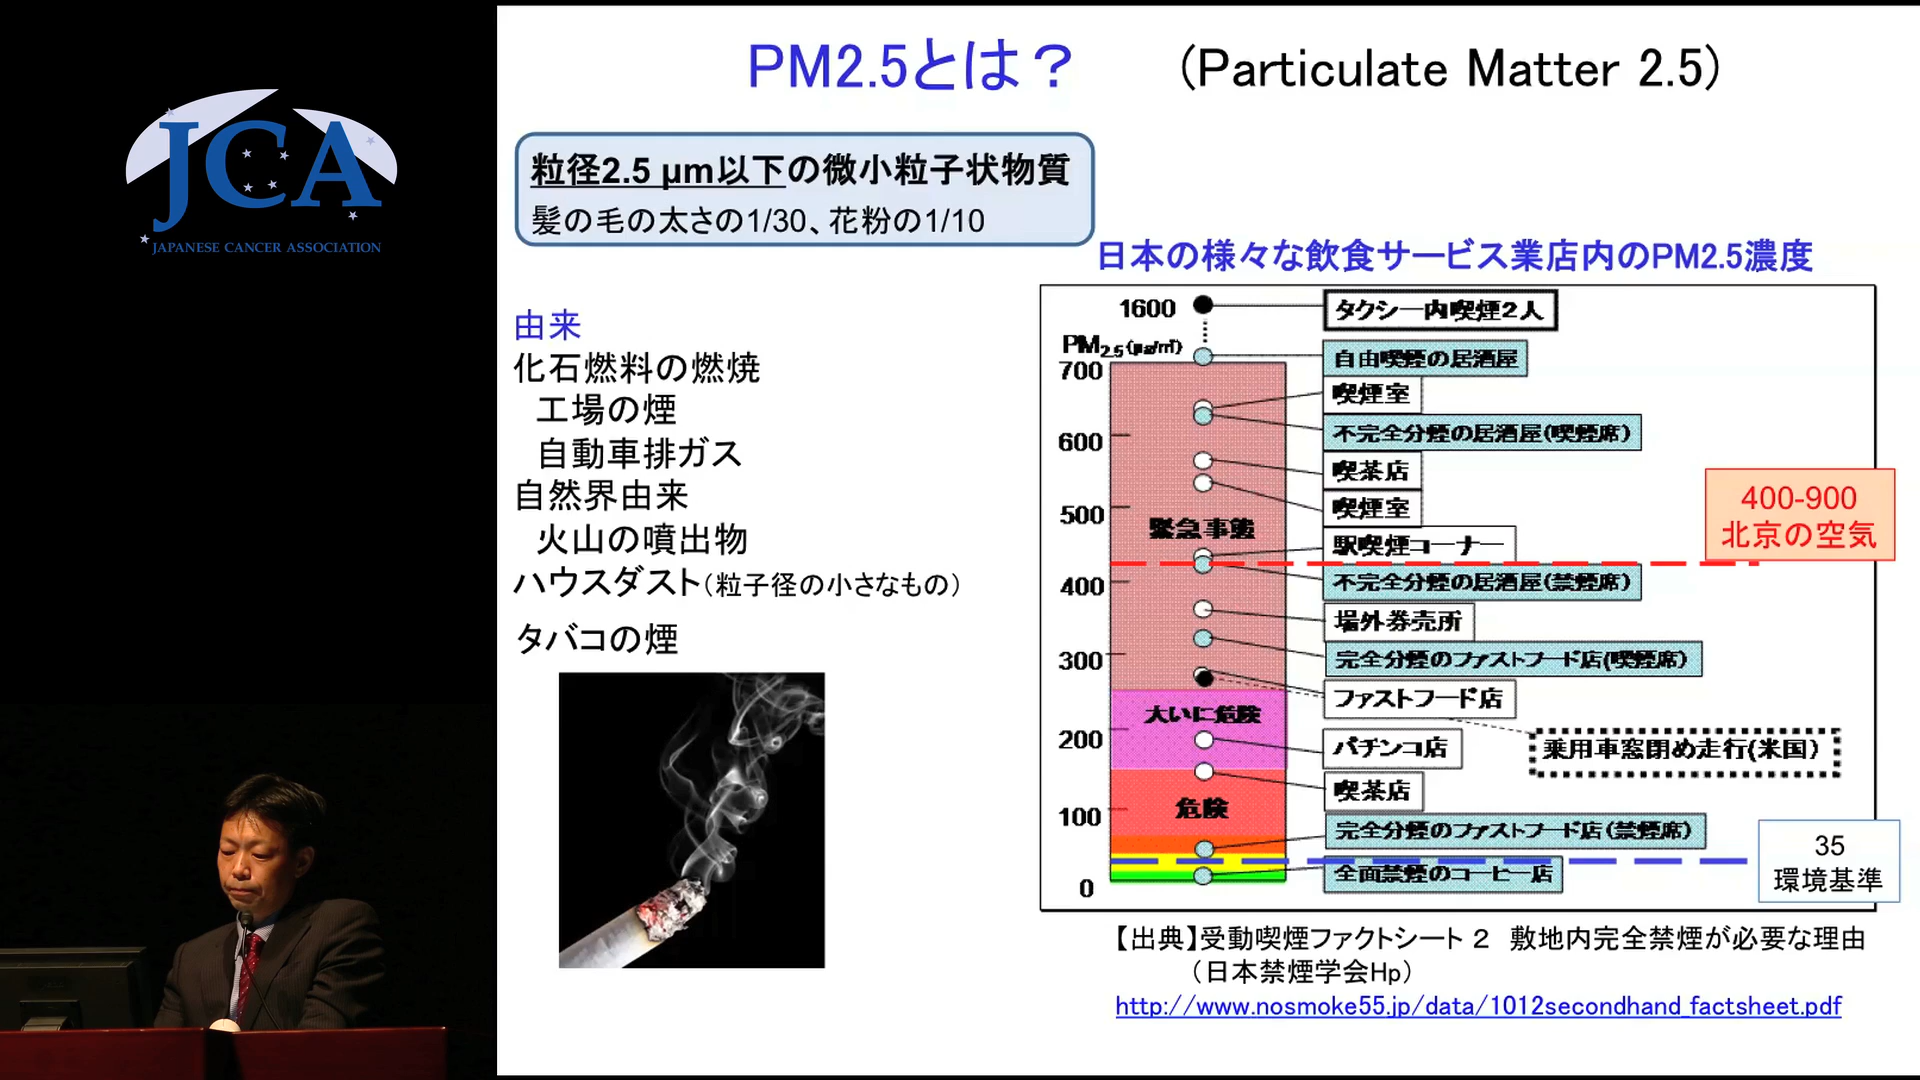 JCA
JAPANESE CANCER ASSOCIATION
PM2.5とは？ (Particulate Matter 2.5)
粒径2.5 μm以下の微小粒子状物質
髪の毛の太さの1/30、花粉の1/10
由来
化石燃料の燃焼
工場の煙
自動車排ガス
自然界由来
火山の噴出物
ハウスダスト（粒子径の小さなもの）
タバコの煙
日本の様々な飲食サービス業店内のPM2.5濃度
1600
PM2.5(μg/㎥)
700
600
500
400
300
200
100
0
緊急事態
大いに危険
危険
タクシー内喫煙２人
自由喫煙の居酒屋
喫煙室
不完全分煙の居酒屋(喫煙席)
喫茶店
喫煙室
駅喫煙コーナー
不完全分煙の居酒屋(禁煙席)
場外券売所
完全分煙のファストフード店(喫煙席)
ファストフード店
乗用車窓閉め走行(米国)
パチンコ店
喫茶店
完全分煙のファストフード店(禁煙席)
全面禁煙のコーヒー店
400-900
北京の空気
35
環境基準
【出典】受動喫煙ファクトシート２ 敷地内完全禁煙が必要な理由
（日本禁煙学会Hp）
http://www.nosmoke55.jp/data/1012secondhand_factsheet.pdf